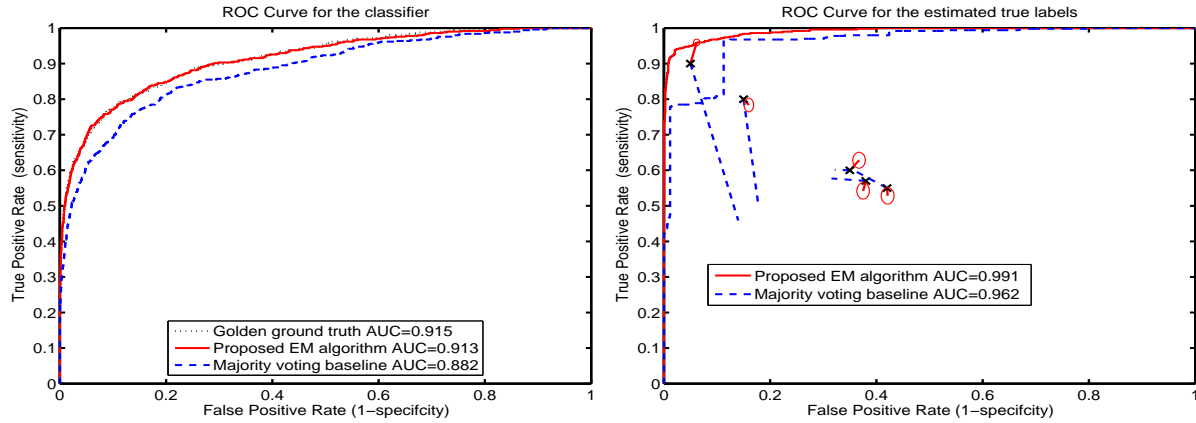 ROC Curve for the classifier
1
0.9
0.8
0.7
0.6
0.5
0.4
0.3
0.2
0.1
0
True Positive Rate (sensitivity)
Golden ground truth AUC=0.915
Proposed EM algorithm AUC=0.913
Majority voting baseline AUC=0.882
0 0.2 0.4 0.6 0.8 1
False Positive Rate (1−specifcity)
ROC Curve for the estimated true labels
1
0.9
0.8
0.7
0.6
0.5
0.4
0.3
0.2
0.1
0
True Positive Rate (sensitivity)
Proposed EM algorithm AUC=0.991
Majority voting baseline AUC=0.962
0 0.2 0.4 0.6 0.8 1
False Positive Rate (1−specifcity)